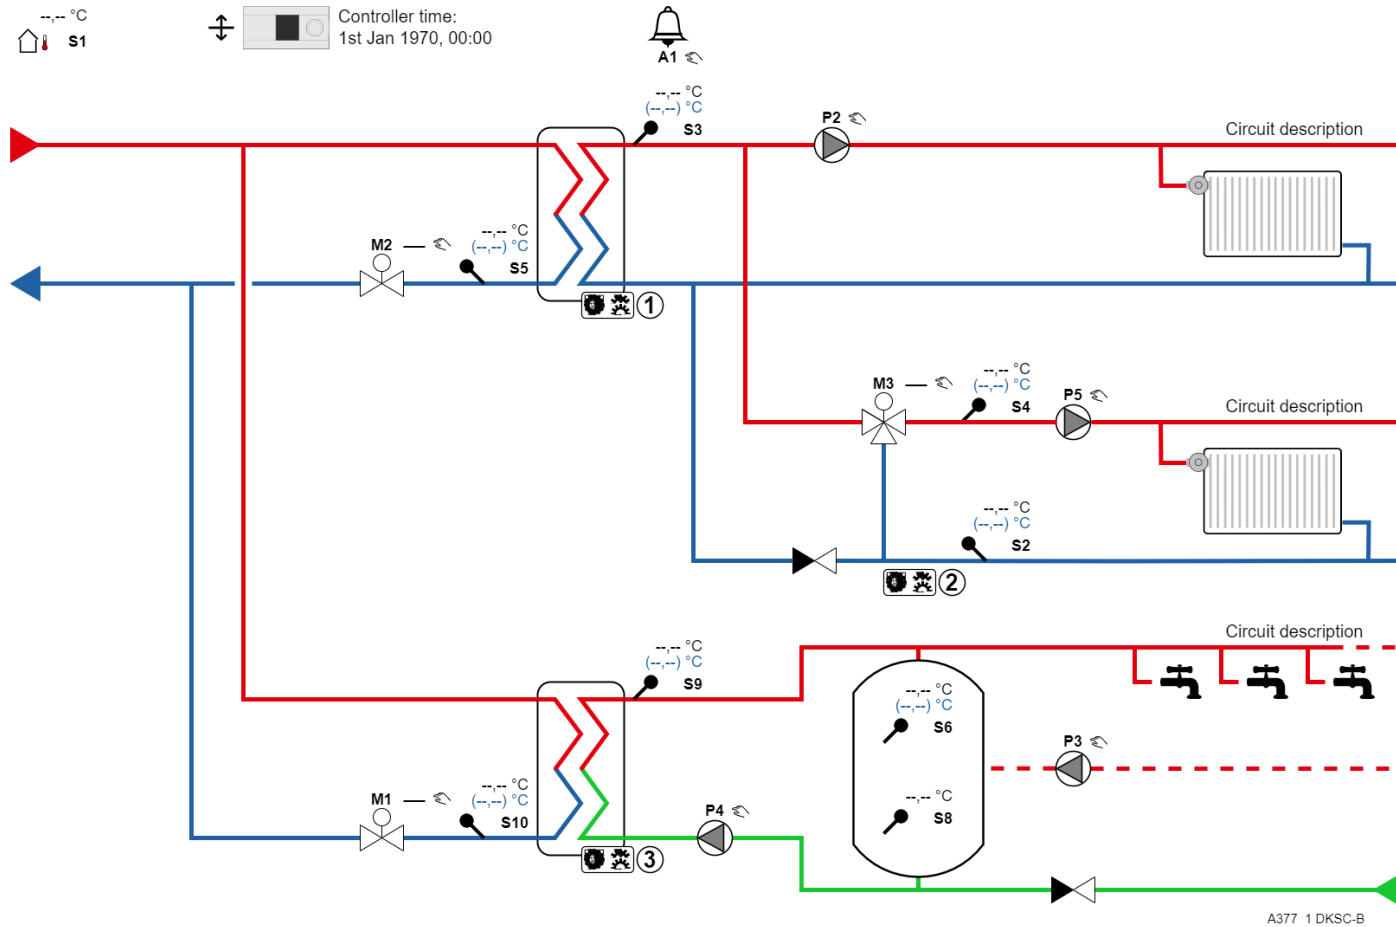 --,-- °C
S1
Controller time:
1st Jan 1970, 00:00
A1
--,-- °C
(--,--) °C
S3
P2
Circuit description
M2
--,-- °C
(--,--) °C
S5
1
M3
--,-- °C
(--,--) °C
S4
P5
Circuit description
--,-- °C
(--,--) °C
S2
2
Circuit description
--,-- °C
(--,--) °C
S9
--,-- °C
(--,--) °C
S6
P3
M1
--,-- °C
(--,--) °C
S10
P4
--,-- °C
S8
3
A377 1 DKSC-B